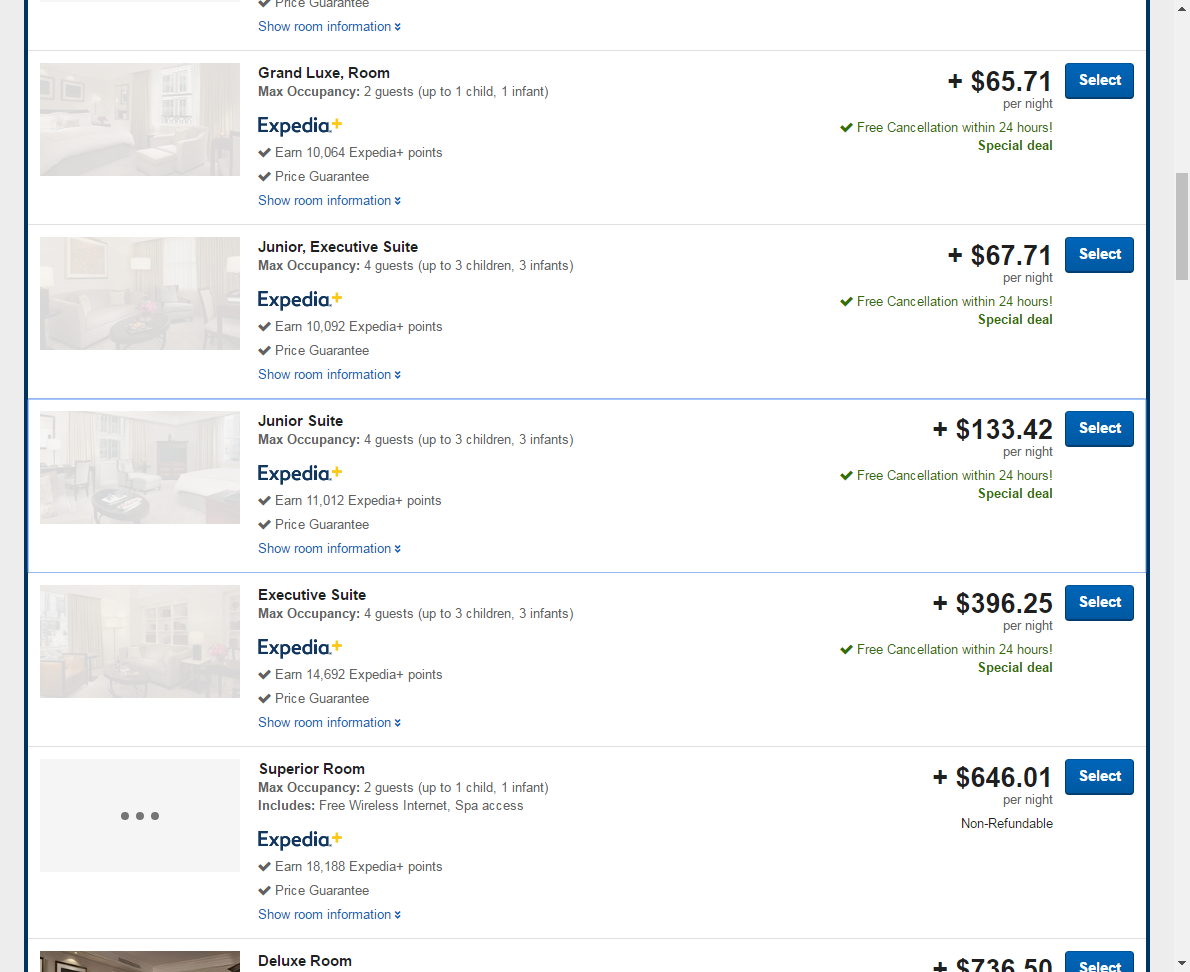 Price Guarantee
Show room information
Grand Luxe, Room
Max Occupancy: 2 guests (up to 1 child, 1 infant)
Expedia+
Earn 10,064 Expedia+ points
Price Guarantee
Show room information
+ $65.71
per night
Free Cancellation within 24 hours!
Special deal
Select
Junior, Executive Suite
Max Occupancy: 4 guests (up to 3 children, 3 infants)
Expedia+
Earn 10,092 Expedia+ points
Price Guarantee
Show room information
+ $67.71
per night
Free Cancellation within 24 hours!
Special deal
Select
Junior Suite
Max Occupancy: 4 guests (up to 3 children, 3 infants)
Expedia+
Earn 11,012 Expedia+ points
Price Guarantee
Show room information
+ $133.42
per night
Free Cancellation within 24 hours!
Special deal
Select
Executive Suite
Max Occupancy: 4 guests (up to 3 children, 3 infants)
Expedia+
Earn 14,692 Expedia+ points
Price Guarantee
Show room information
+ $396.25
per night
Free Cancellation within 24 hours!
Special deal
Select
Superior Room
Max Occupancy: 2 guests (up to 1 child, 1 infant)
Includes: Free Wireless Internet, Spa access
Expedia+
Earn 18,188 Expedia+ points
Price Guarantee
Show room information
+ $646.01
per night
Non-Refundable
Select
Deluxe Room
+ $736.50
Select